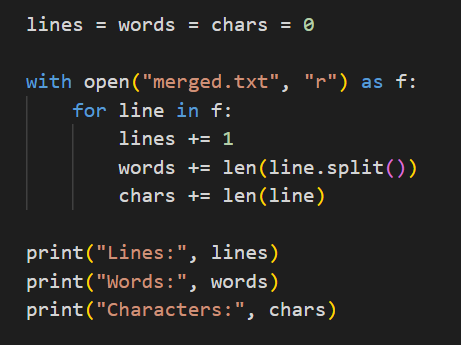 lines = words = chars = 0

with open("merged.txt", "r") as f:
    for line in f:
        lines += 1
        words += len(line.split())
        chars += len(line)

print("Lines:", lines)
print("Words:", words)
print("Characters:", chars)